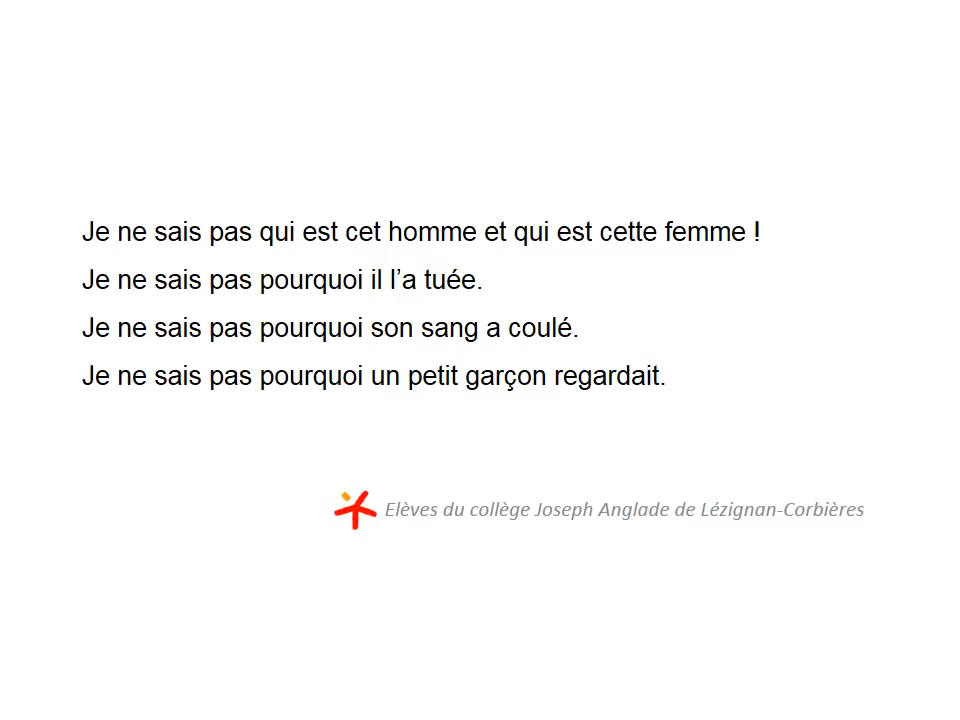 Je ne sais pas qui est cet homme et qui est cette femme !
Je ne sais pas pourquoi il l’a tuée.
Je ne sais pas pourquoi son sang a coulé.
Je ne sais pas pourquoi un petit garçon regardait.
Elèves du collège Joseph Anglade de Lézignan-Corbières